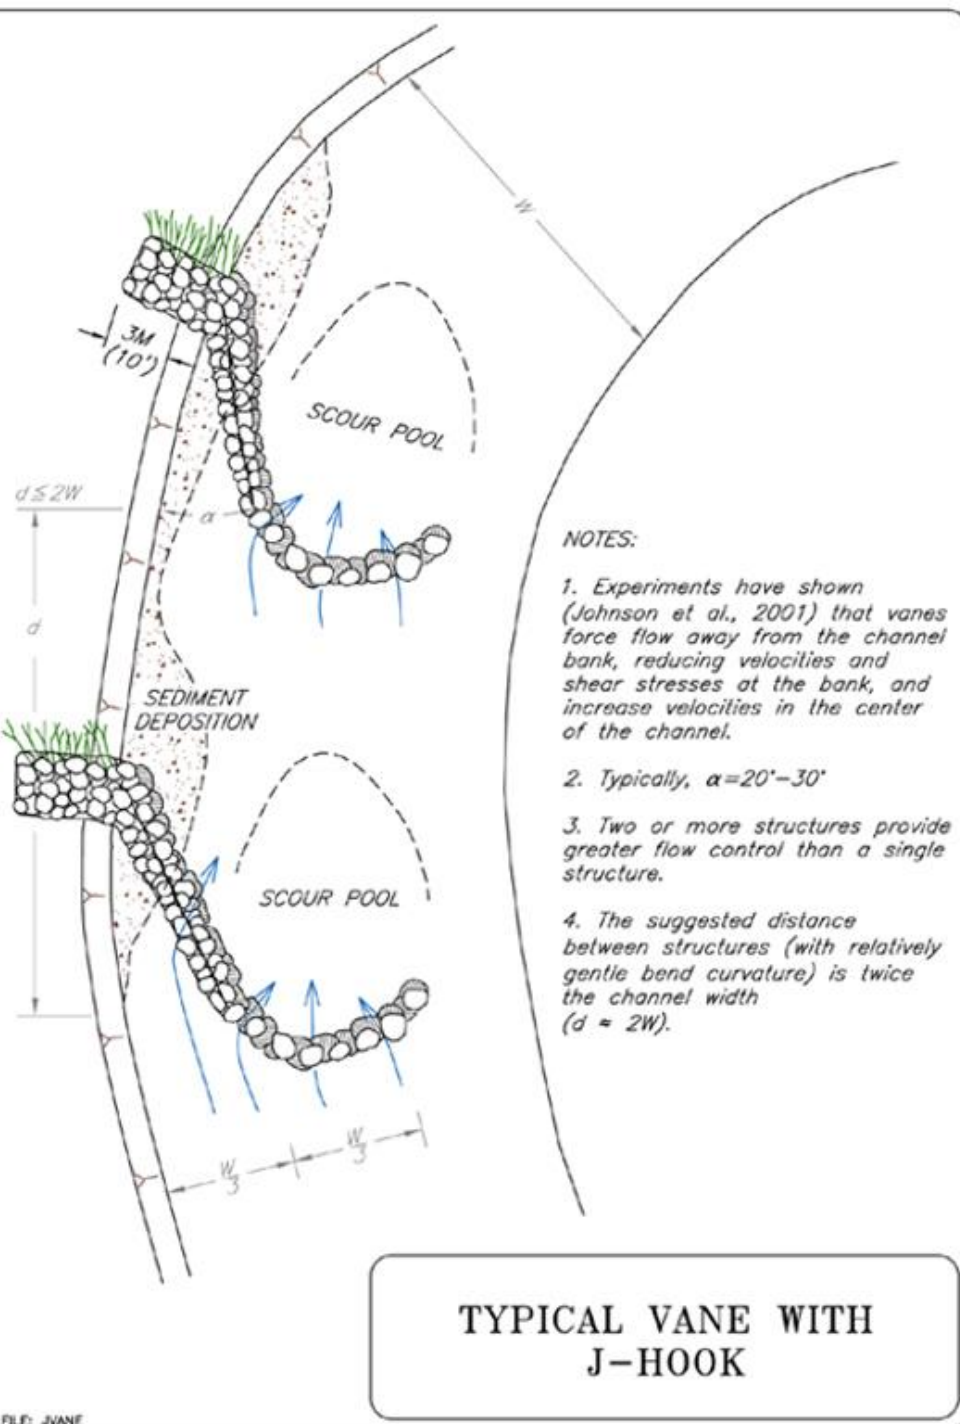 W
3M
(10')
SCOUR POOL
d≤2W
α
d
SEDIMENT
DEPOSITION
SCOUR POOL
W
3
W
3
NOTES:
1. Experiments have shown
(Johnson et al., 2001) that vanes
force flow away from the channel
bank, reducing velocities and
shear stresses at the bank, and
increase velocities in the center
of the channel.
2. Typically, α=20°-30°
3. Two or more structures provide
greater flow control than a single
structure.
4. The suggested distance
between structures (with relatively
gentle bend curvature) is twice
the channel width
(d ≈ 2W).
TYPICAL VANE WITH
J-HOOK
FILE: JVANE